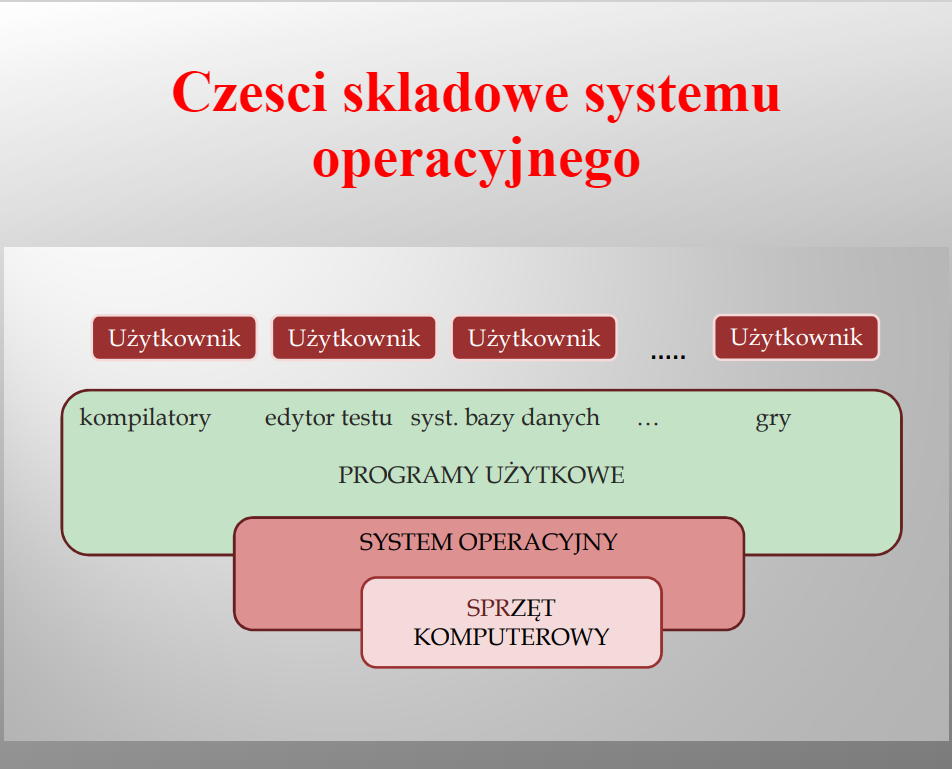 Czesci skladowe systemu
operacyjnego
Użytkownik Użytkownik Użytkownik ..... Użytkownik
kompilatory edytor testu syst. bazy danych ... gry
PROGRAMY UŻYTKOWE
SYSTEM OPERACYJNY
SPRZĘT
KOMPUTEROWY